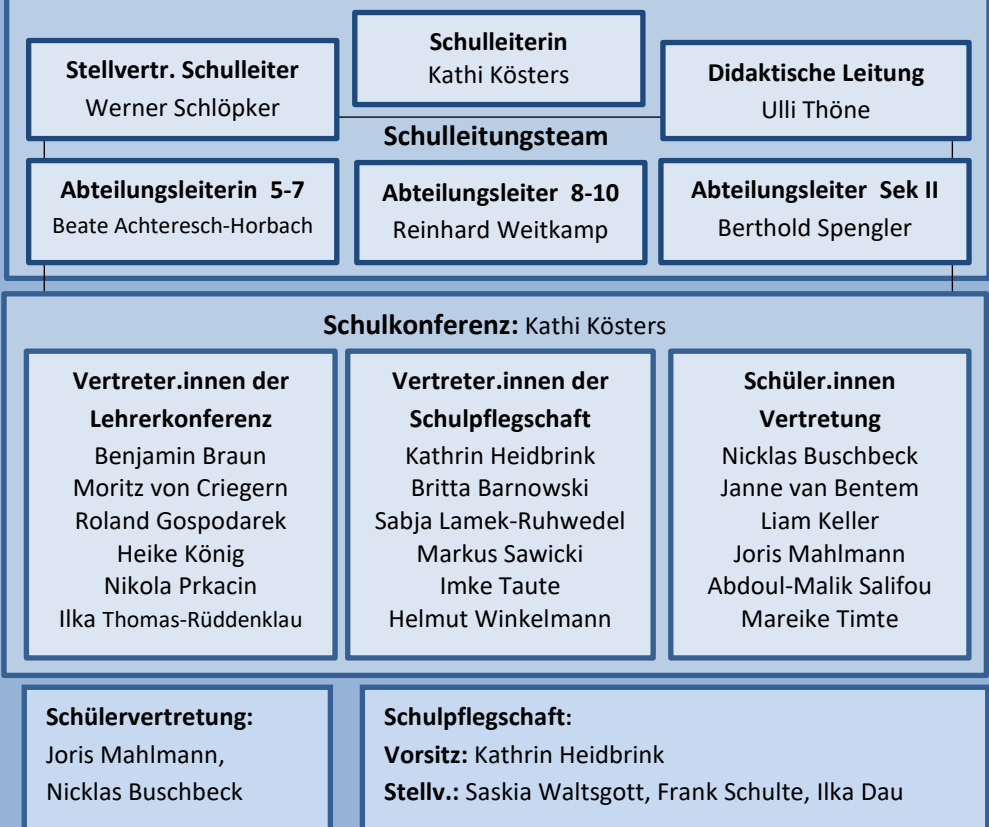 Schulleiterin
Kathi Kösters
Stellvertr. Schulleiter
Werner Schlöpker
Didaktische Leitung
Ulli Thöne
Schulleitungsteam
Abteilungsleiterin 5-7
Beate Achteresch-Horbach
Abteilungsleiter 8-10
Reinhard Weitkamp
Abteilungsleiter Sek II
Berthold Spengler
Schulkonferenz: Kathi Kösters
Vertreter.innen der
Lehrerkonferenz
Benjamin Braun
Moritz von Criegern
Roland Gospodarek
Heike König
Nikola Prkacin
Ilka Thomas-Rüddenklau
Vertreter.innen der
Schulpflegschaft
Kathrin Heidbrink
Britta Barnowski
Sabja Lamek-Ruhwedel
Markus Sawicki
Imke Taute
Helmut Winkelmann
Schüler.innen
Vertretung
Nicklas Buschbeck
Janne van Bentem
Liam Keller
Joris Mahlmann
Abdoul-Malik Salifou
Mareike Timte
Schülervertretung:
Joris Mahlmann,
Nicklas Buschbeck
Schulpflegschaft:
Vorsitz: Kathrin Heidbrink
Stellv.: Saskia Waltsgott, Frank Schulte, Ilka Dau